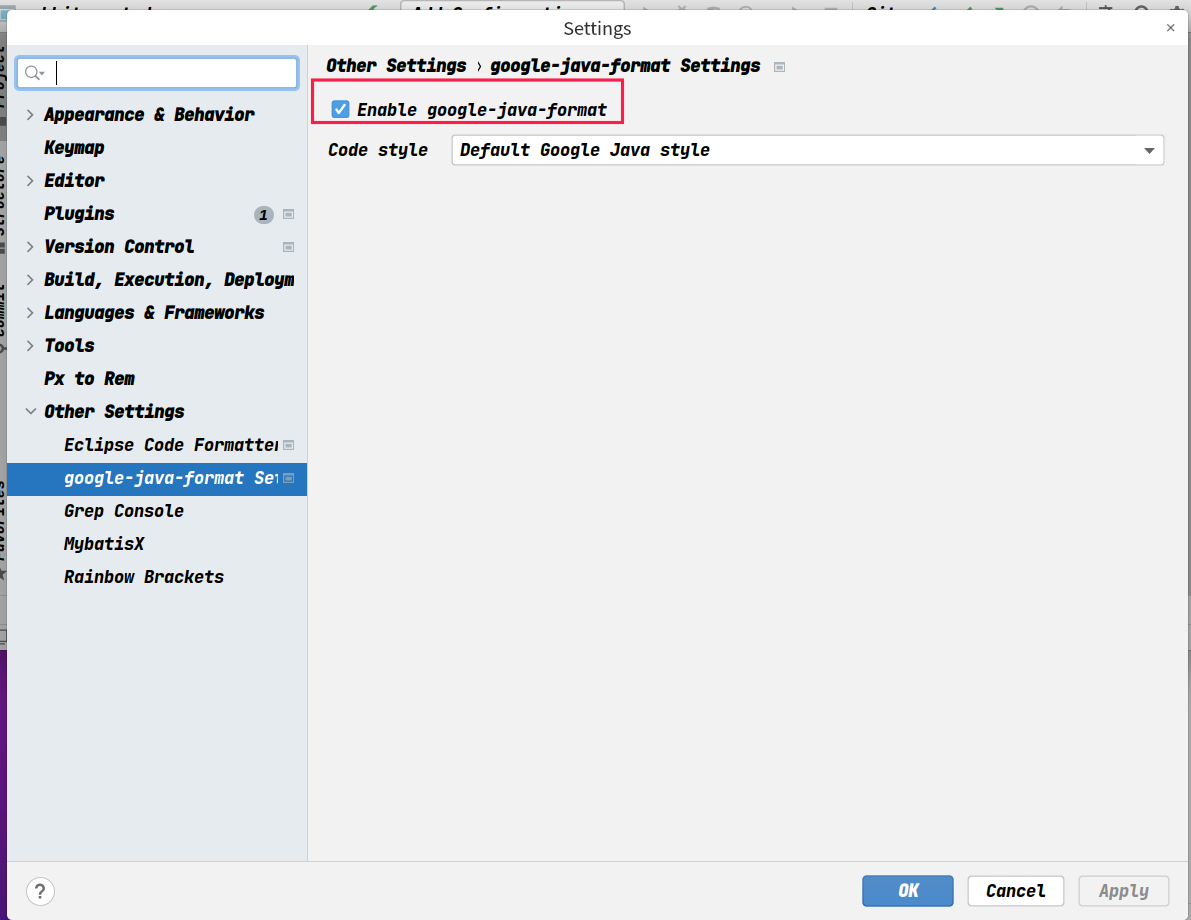 Settings
Other Settings › google-java-format Settings
Enable google-java-format
Code style
Default Google Java style
Appearance & Behavior
Keymap
Editor
Plugins 1
Version Control
Build, Execution, Deploym
Languages & Frameworks
Tools
Px to Rem
Other Settings
Eclipse Code Formatter
google-java-format Set
Grep Console
MybatisX
Rainbow Brackets
?
OK
Cancel
Apply